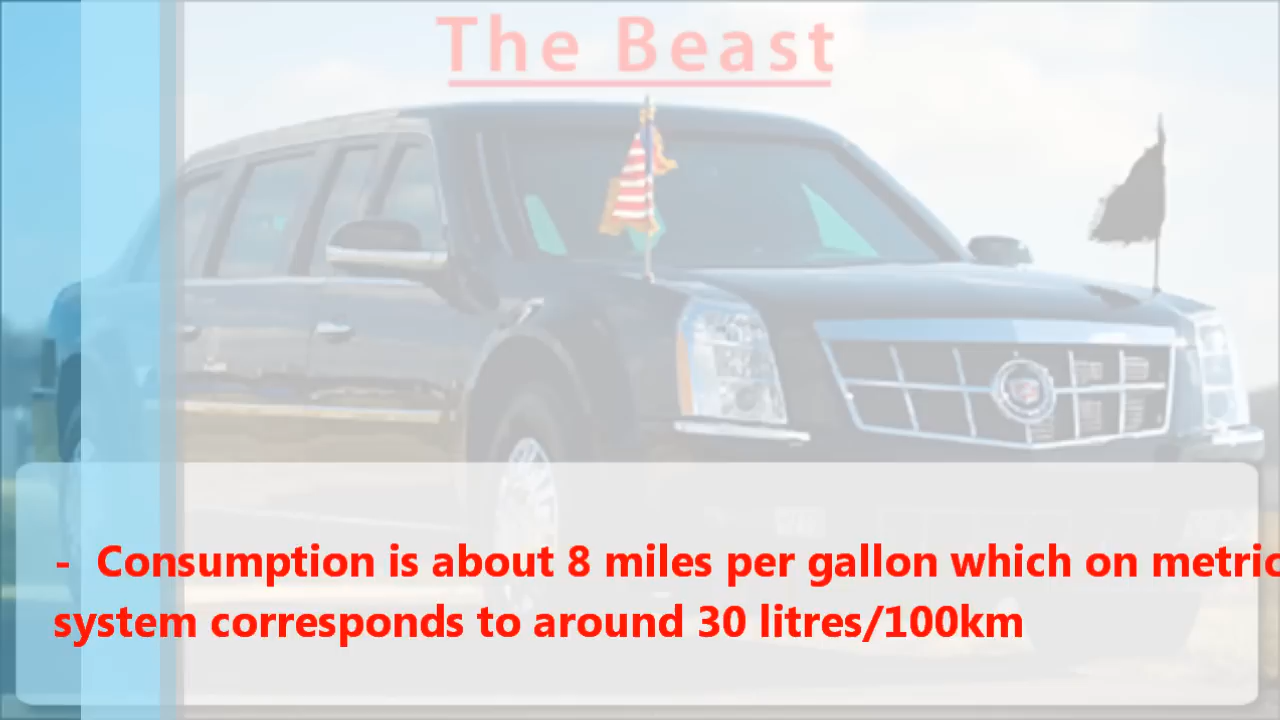 The Beast
- Consumption is about 8 miles per gallon which on metric
system corresponds to around 30 litres/100km